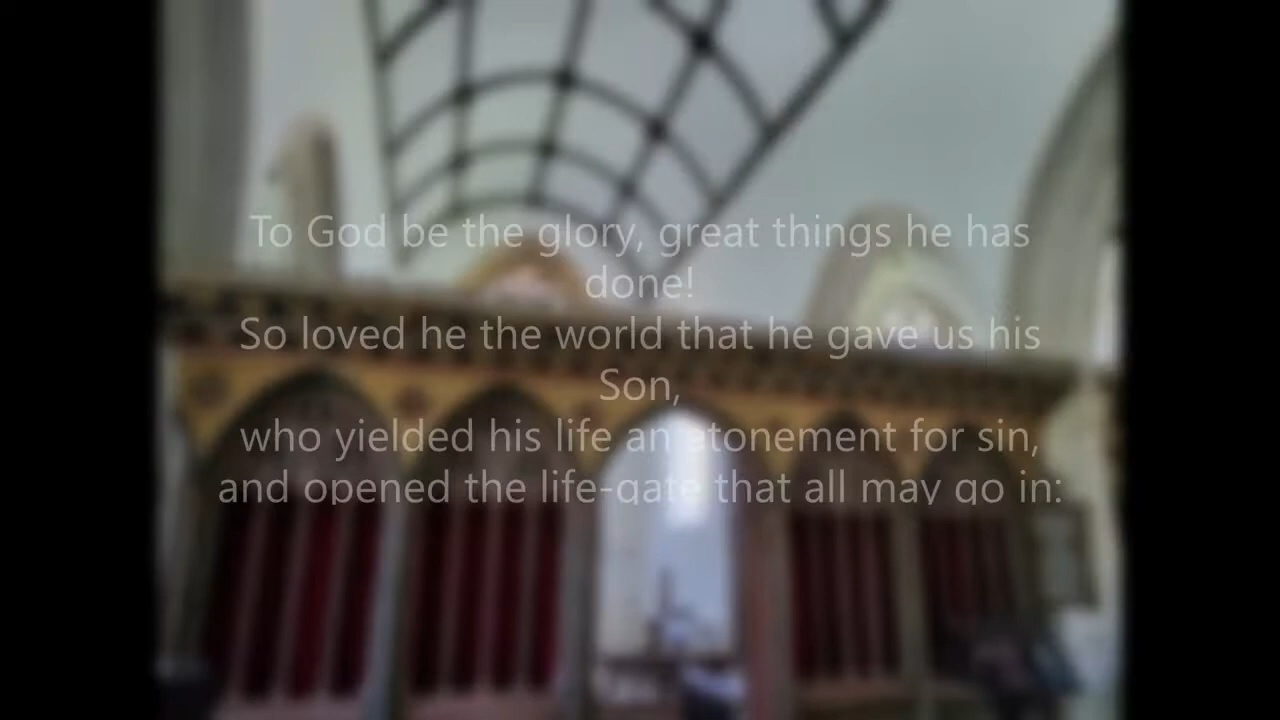 To God be the glory, great things he has
done!
So loved he the world that he gave us his
Son,
who yielded his life an atonement for sin,
and opened the life-gate that all may go in: